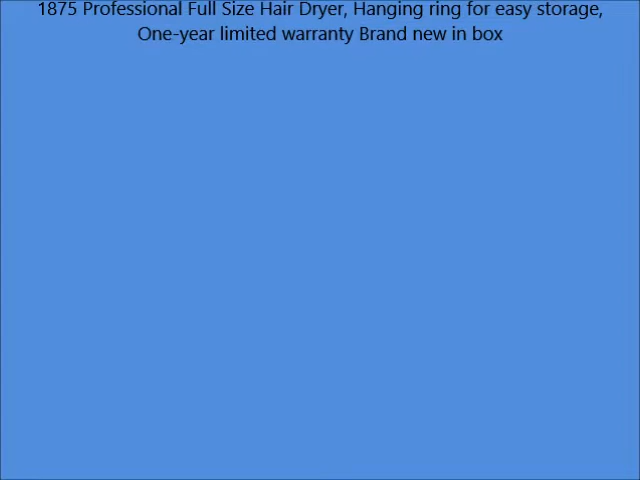 1875 Professional Full Size Hair Dryer, Hanging ring for easy storage,
One-year limited warranty Brand new in box